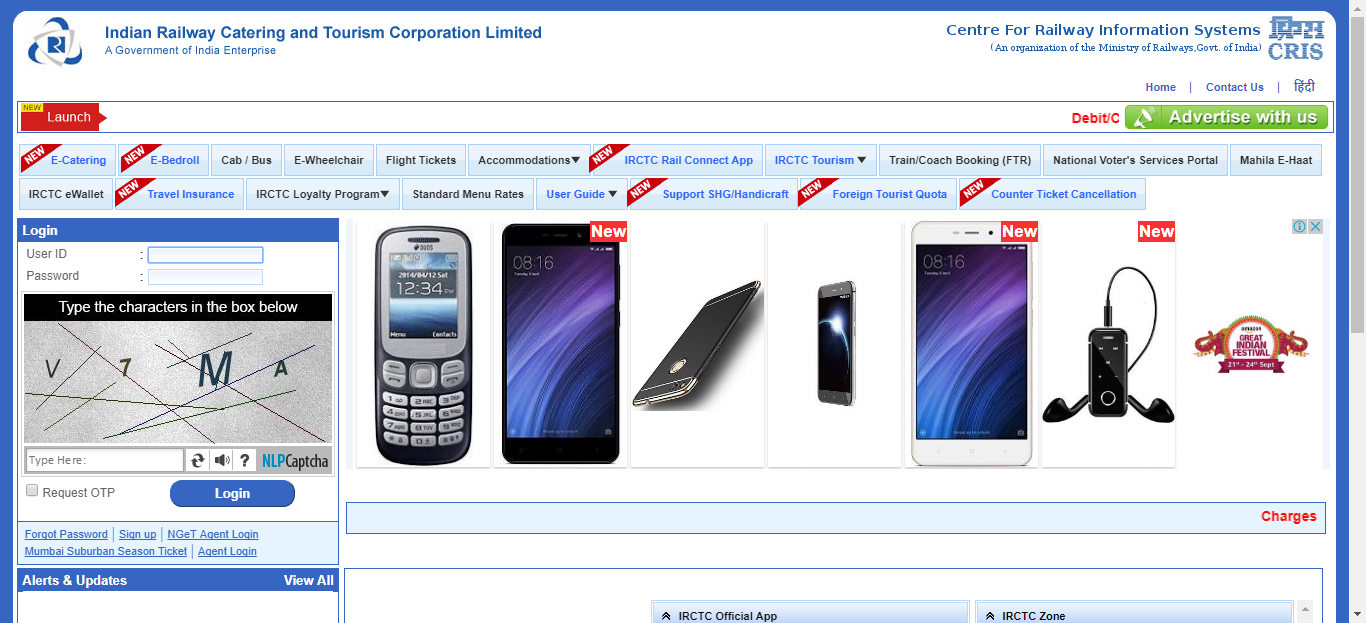 Indian Railway Catering and Tourism Corporation Limited
A Government of India Enterprise
Centre For Railway Information Systems
(An organization of the Ministry of Railways,Govt. of India)
CRIS
Home | Contact Us | हिंदी
NEW
Launch
Debit/C
Advertise with us
NEW E-Catering NEW E-Bedroll Cab / Bus E-Wheelchair Flight Tickets Accommodations▼ NEW IRCTC Rail Connect App IRCTC Tourism ▼ Train/Coach Booking (FTR) National Voter's Services Portal Mahila E-Haat
IRCTC eWallet NEW Travel Insurance IRCTC Loyalty Program▼ Standard Menu Rates User Guide ▼ NEW Support SHG/Handicraft NEW Foreign Tourist Quota NEW Counter Ticket Cancellation
Login
User ID :
Password :
Type the characters in the box below
V 7 M A
Type Here: ? NLPCaptcha
Request OTP
Login
Forgot Password | Sign up | NGeT Agent Login
Mumbai Suburban Season Ticket | Agent Login
Alerts & Updates View All
DUOS
2014/04/12 Sat
12:34 PM
Menu Contacts
New
08:16
New
08:16
New
amazon
GREAT
INDIAN
FESTIVAL
21st - 24th Sept
Charges
IRCTC Official App
IRCTC Zone